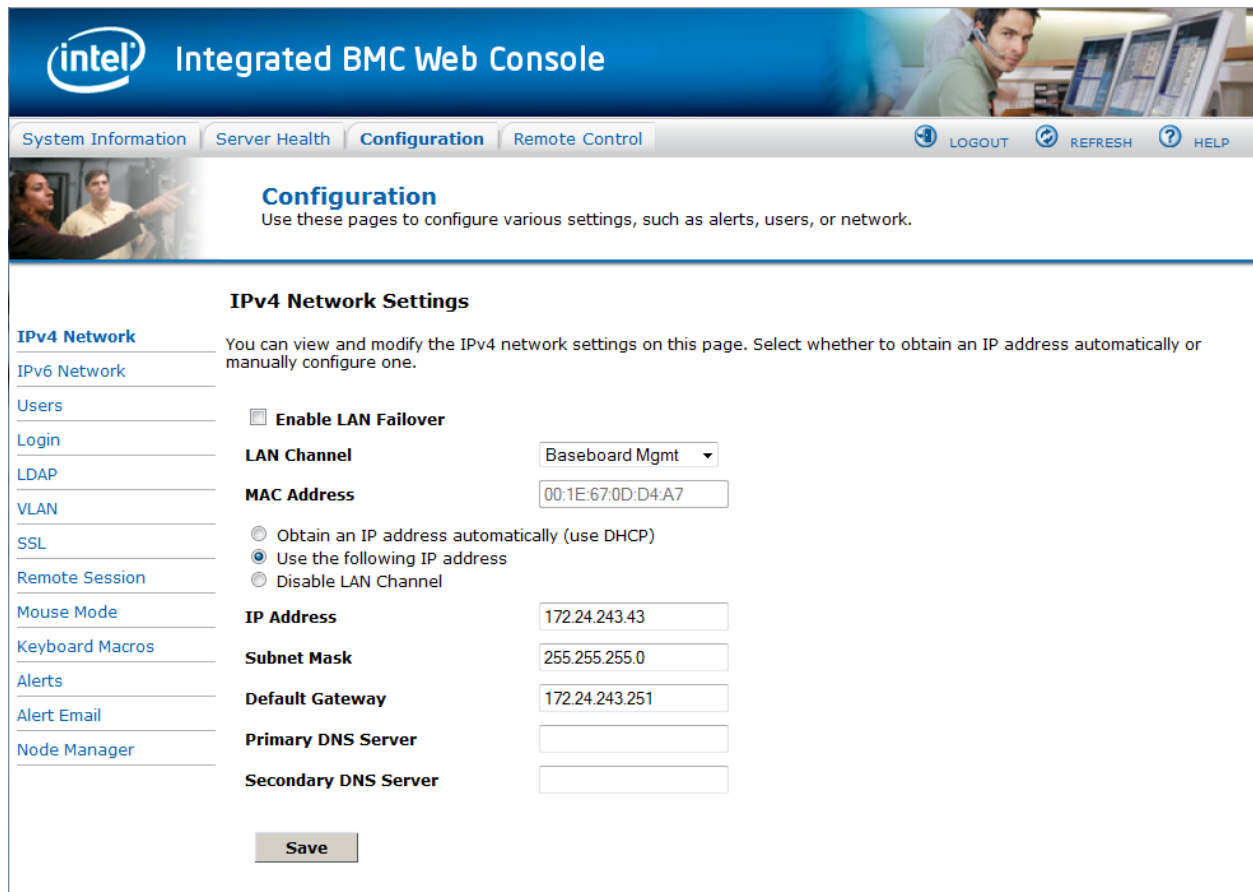 intel Integrated BMC Web Console
System Information Server Health Configuration Remote Control LOGOUT REFRESH ? HELP
Configuration
Use these pages to configure various settings, such as alerts, users, or network.
IPv4 Network Settings
IPv4 Network
IPv6 Network
Users
Login
LDAP
VLAN
SSL
Remote Session
Mouse Mode
Keyboard Macros
Alerts
Alert Email
Node Manager
You can view and modify the IPv4 network settings on this page. Select whether to obtain an IP address automatically or
manually configure one.
Enable LAN Failover
LAN Channel Baseboard Mgmt
MAC Address 00:1E:67:0D:D4:A7
Obtain an IP address automatically (use DHCP)
Use the following IP address
Disable LAN Channel
IP Address 172.24.243.43
Subnet Mask 255.255.255.0
Default Gateway 172.24.243.251
Primary DNS Server
Secondary DNS Server
Save